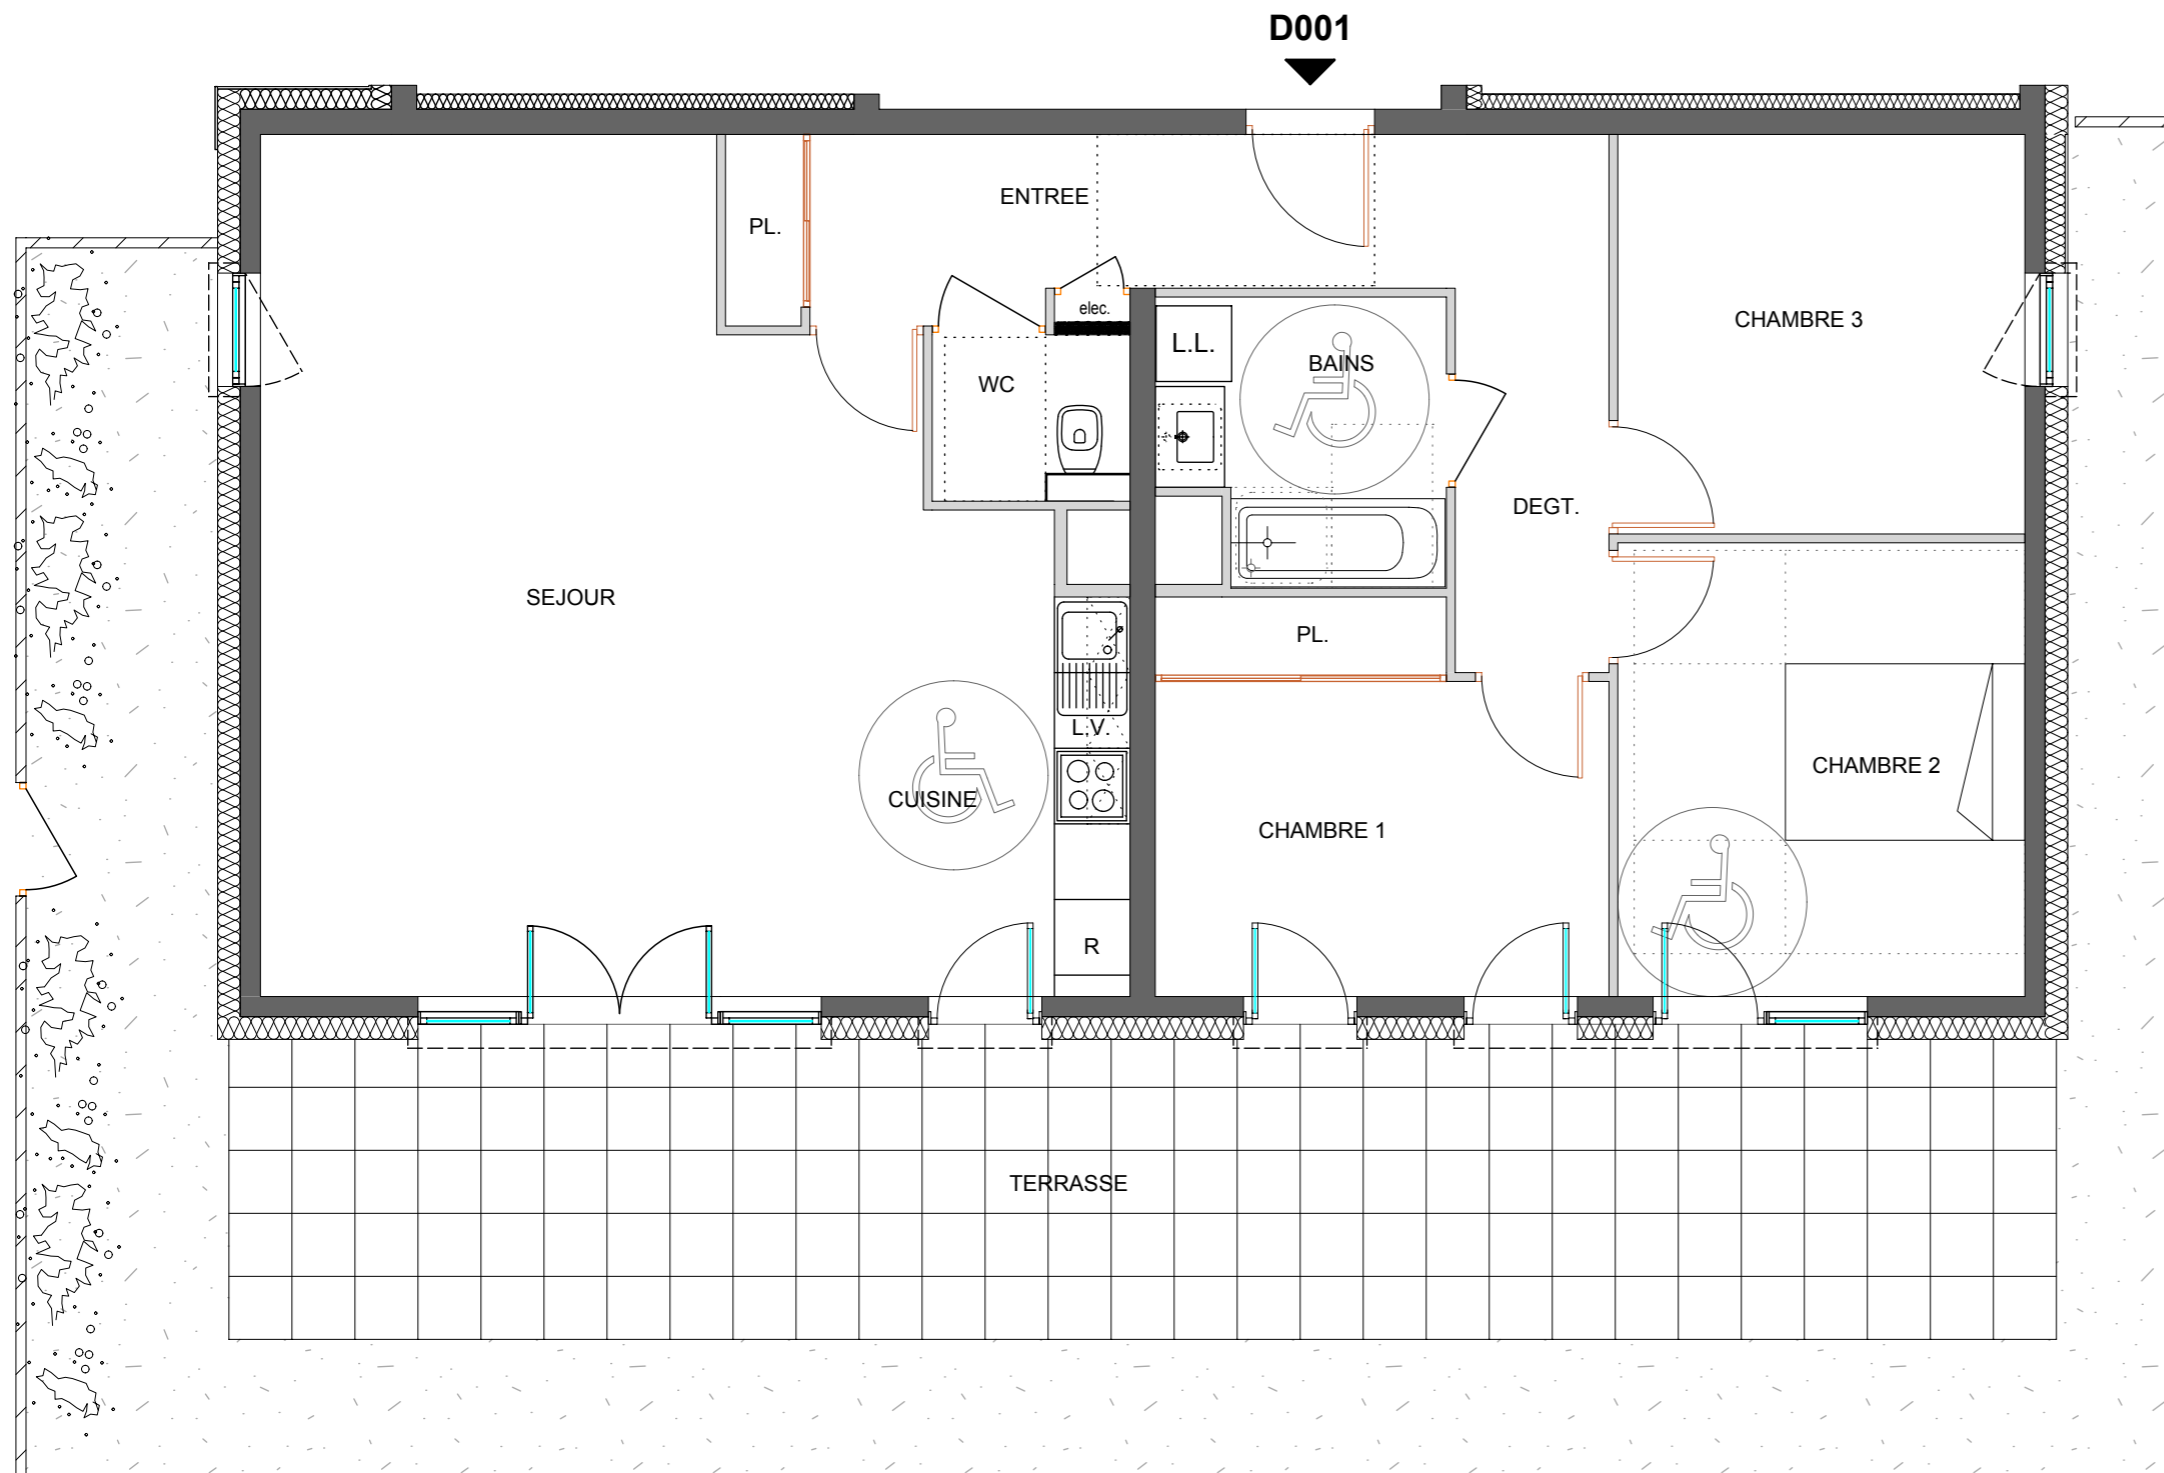 D001
ENTREE
PL.
elec.
CHAMBRE 3
L.L.
BAINS
WC
DEGT.
SEJOUR
PL.
L.V.
CHAMBRE 2
CUISINE
CHAMBRE 1
R
TERRASSE